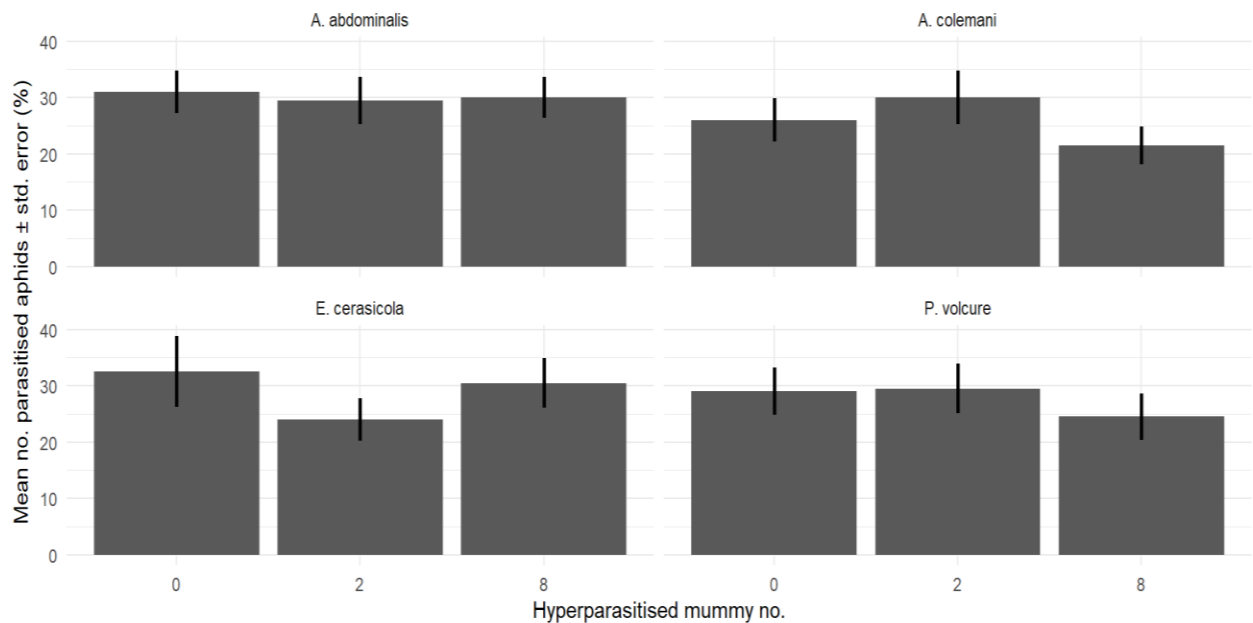 A. abdominalis
A. colemani
40
30
20
10
0
E. cerasicola
P. volcure
40
30
20
10
0
0
2
8
0
2
8
Hyperparasitised mummy no.
Mean no. parasitised aphids ± std. error (%)